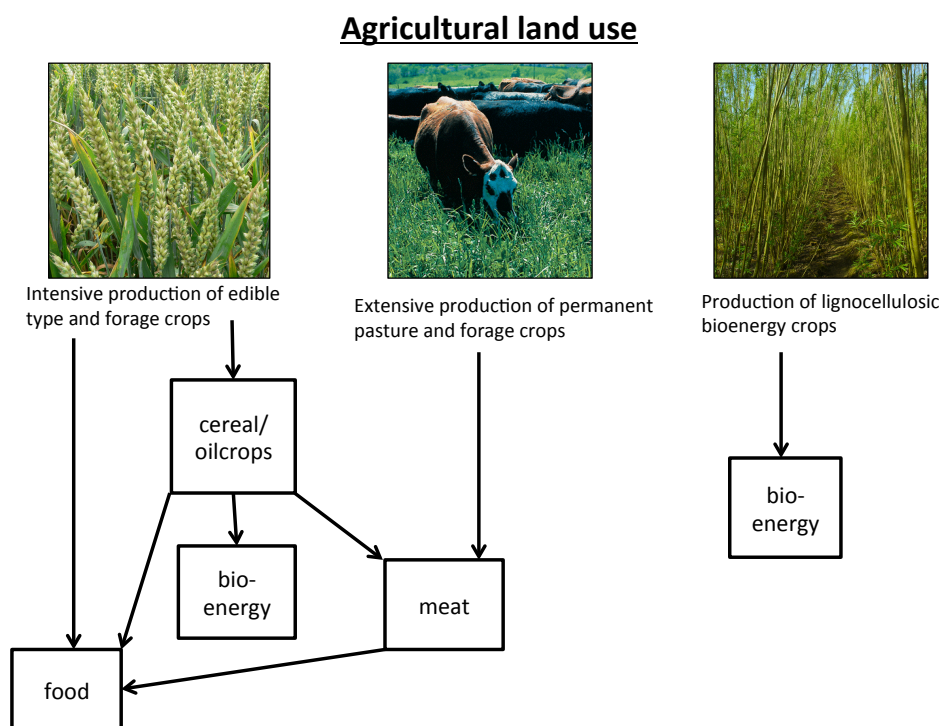 Agricultural land use
Intensive production of edible
type and forage crops
Extensive production of permanent
pasture and forage crops
Production of lignocellulosic
bioenergy crops
cereal/
oilcrops
bio-
energy
bio-
energy
meat
food